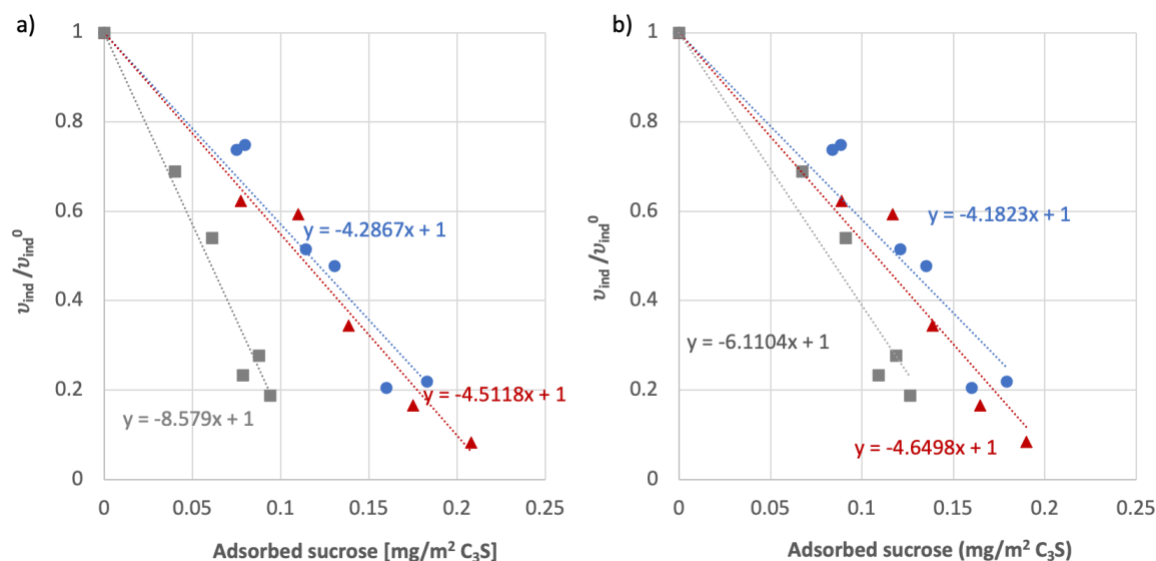 a)
1
0.8
0.6
0.4
0.2
0
υind /υind⁰
y = -4.2867x + 1
y = -4.5118x + 1
y = -8.579x + 1
0 0.05 0.1 0.15 0.2 0.25
Adsorbed sucrose [mg/m² C₃S]
b)
1
0.8
0.6
0.4
0.2
0
υind /υind⁰
y = -4.1823x + 1
y = -6.1104x + 1
y = -4.6498x + 1
0 0.05 0.1 0.15 0.2 0.25
Adsorbed sucrose (mg/m² C₃S)